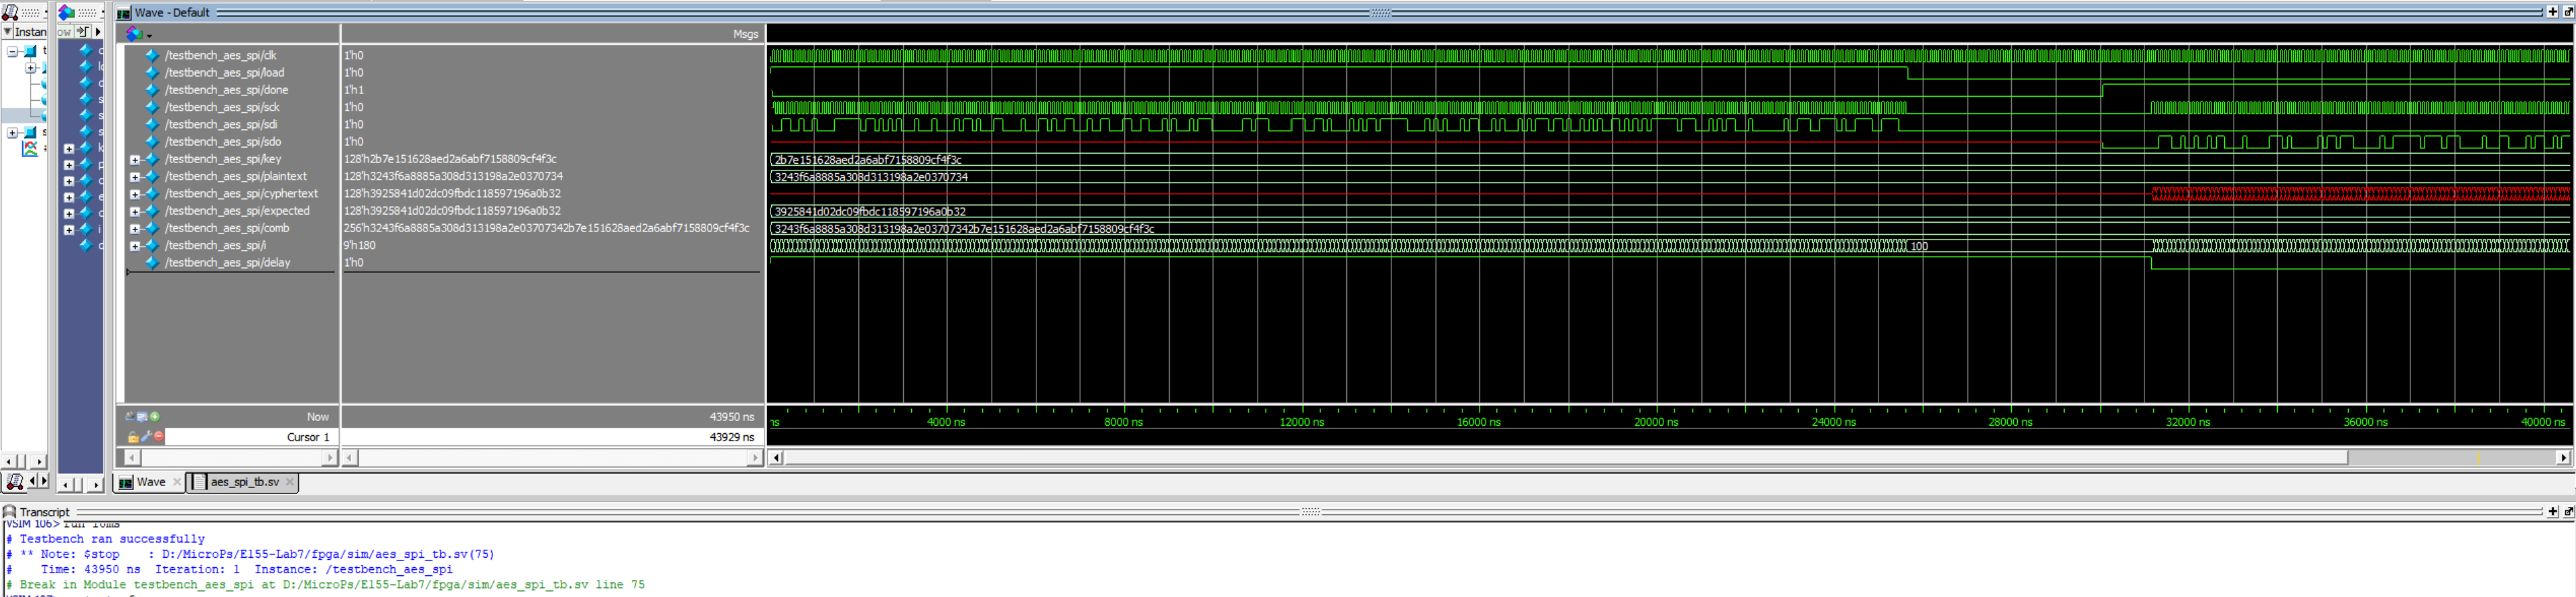 Wave - Default
Instan
Msgs
/testbench_aes_spi/clk 1'h0
/testbench_aes_spi/load 1'h0
/testbench_aes_spi/done 1'h1
/testbench_aes_spi/sck 1'h0
/testbench_aes_spi/sdi 1'h0
/testbench_aes_spi/sdo 1'h0
/testbench_aes_spi/key 128'h2b7e151628aed2a6abf7158809cf4f3c 2b7e151628aed2a6abf7158809cf4f3c
/testbench_aes_spi/plaintext 128'h3243f6a8885a308d313198a2e0370734 3243f6a8885a308d313198a2e0370734
/testbench_aes_spi/cyphertext 128'h3925841d02dc09fbdc118597196a0b32
/testbench_aes_spi/expected 128'h3925841d02dc09fbdc118597196a0b32 3925841d02dc09fbdc118597196a0b32
/testbench_aes_spi/comb 256'h3243f6a8885a308d313198a2e03707342b7e151628aed2a6abf7158809cf4f3c 3243f6a8885a308d313198a2e03707342b7e151628aed2a6abf7158809cf4f3c
/testbench_aes_spi/i 9'h180 100
/testbench_aes_spi/delay 1'h0
Now 43950 ns
ns 4000 ns 8000 ns 12000 ns 16000 ns 20000 ns 24000 ns 28000 ns 32000 ns 36000 ns 40000 ns
Cursor 1 43929 ns
Wave aes_spi_tb.sv
Transcript
VSIM 106> run 10ms
# Testbench ran successfully
# ** Note: $stop : D:/MicroPs/E155-Lab7/fpga/sim/aes_spi_tb.sv(75)
# Time: 43950 ns Iteration: 1 Instance: /testbench_aes_spi
# Break in Module testbench_aes_spi at D:/MicroPs/E155-Lab7/fpga/sim/aes_spi_tb.sv line 75